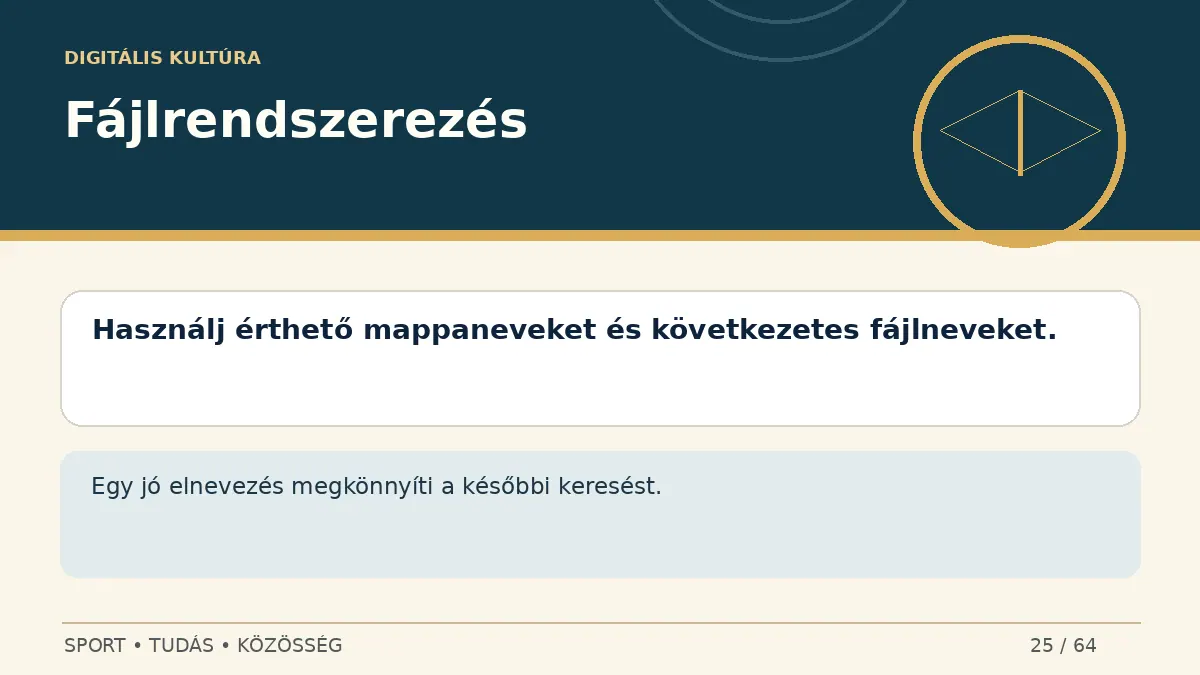 DIGITÁLIS KULTÚRA
Fájlrendszerezés
Használj érthető mappaneveket és következetes fájlneveket.
Egy jó elnevezés megkönnyíti a későbbi keresést.
SPORT • TUDÁS • KÖZÖSSÉG
25 / 64